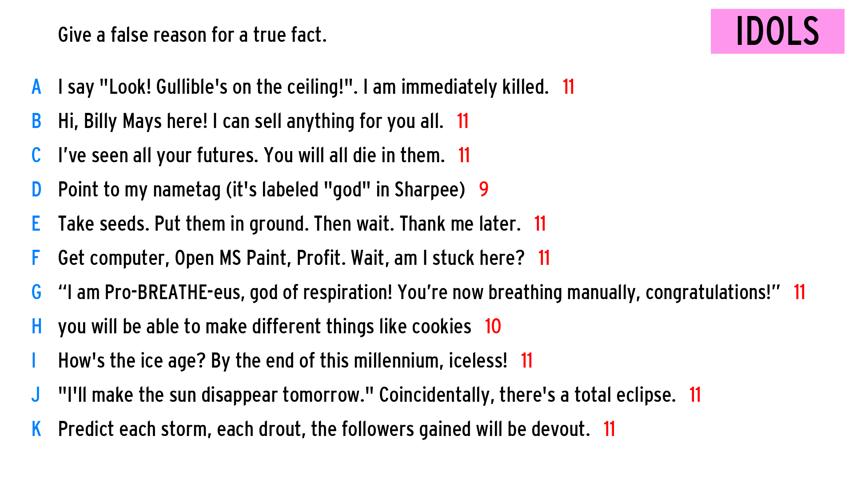 Give a false reason for a true fact.
IDOLS
A I say "Look! Gullible's on the ceiling!". I am immediately killed. 11
B Hi, Billy Mays here! I can sell anything for you all. 11
C I've seen all your futures. You will all die in them. 11
D Point to my nametag (it's labeled "god" in Sharpee) 9
E Take seeds. Put them in ground. Then wait. Thank me later. 11
F Get computer, Open MS Paint, Profit. Wait, am I stuck here? 11
G “I am Pro-BREATHE-eus, god of respiration! You’re now breathing manually, congratulations!” 11
H you will be able to make different things like cookies 10
I How's the ice age? By the end of this millennium, iceless! 11
J "I'll make the sun disappear tomorrow." Coincidentally, there's a total eclipse. 11
K Predict each storm, each drout, the followers gained will be devout. 11